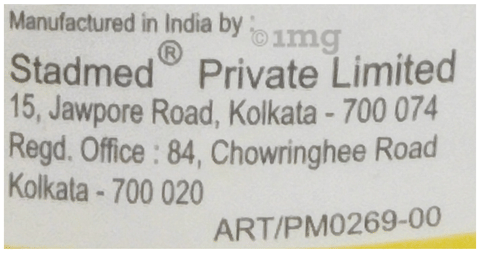 Manufactured in India by :
©1mg
Stadmed® Private Limited
15, Jawpore Road, Kolkata - 700 074
Regd. Office : 84, Chowringhee Road
Kolkata - 700 020
ART/PM0269-00